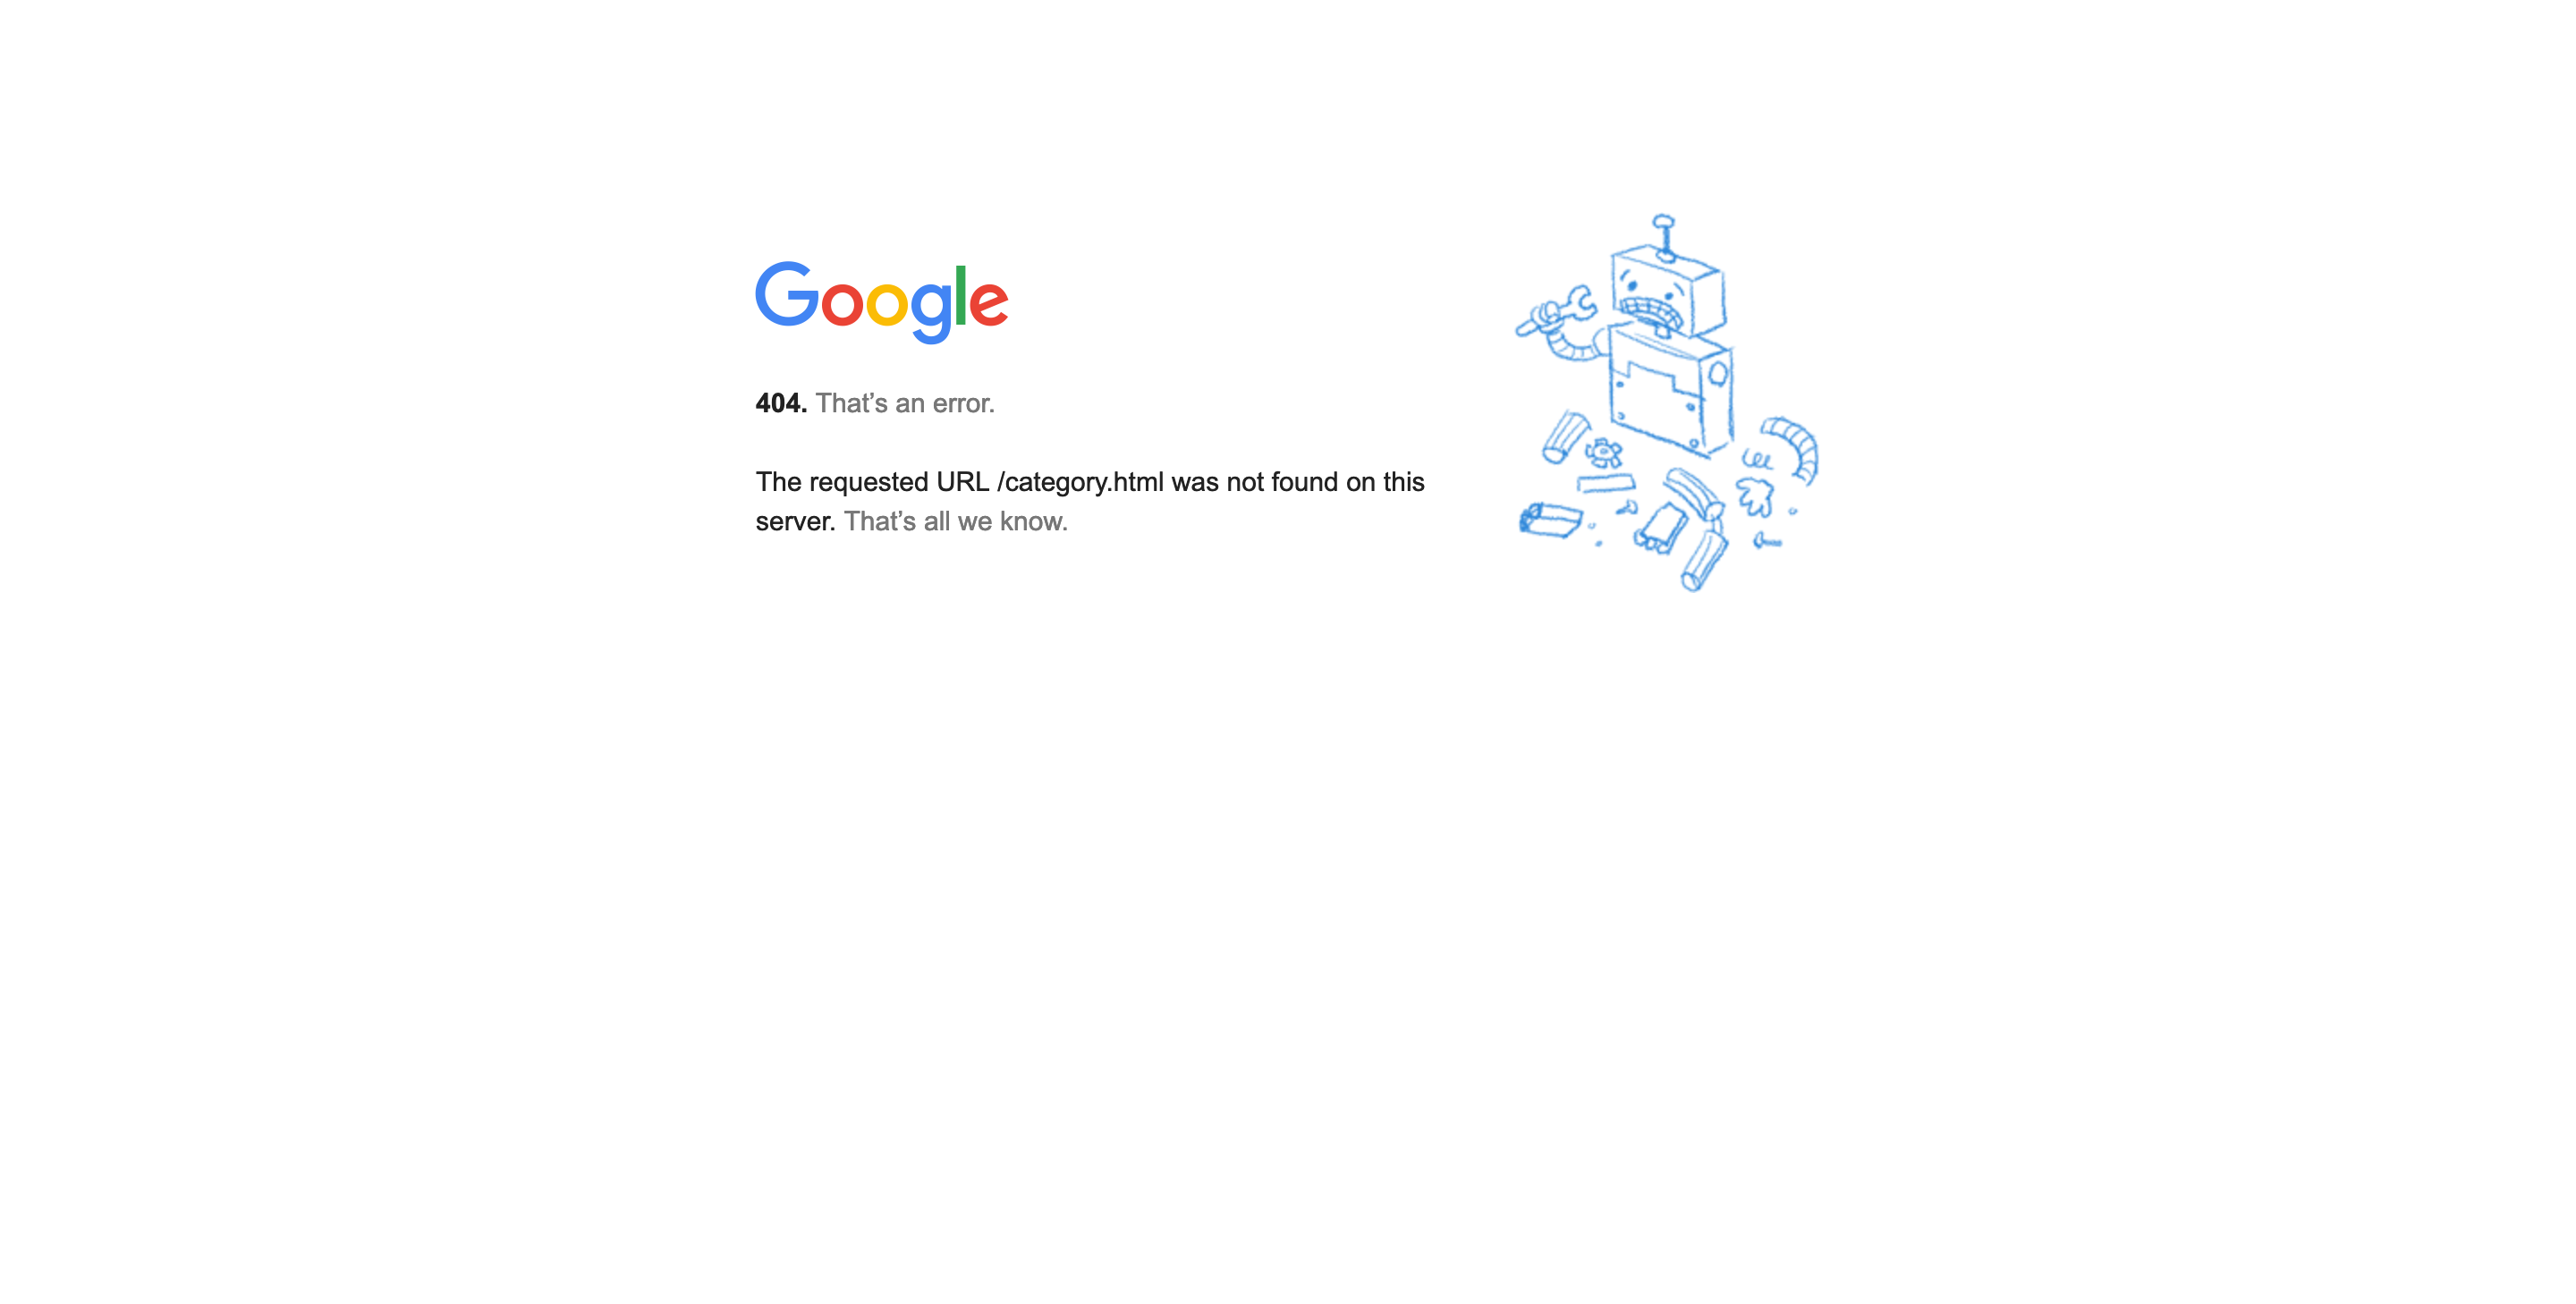 Google
404. That’s an error.
The requested URL /category.html was not found on this
server. That’s all we know.